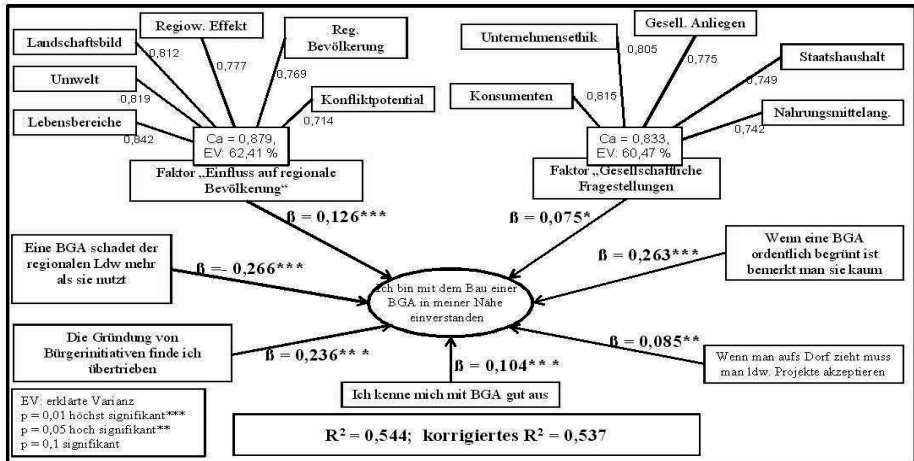 Regiow. Effekt
Landschaftsbild
Reg.
Bevölkerung
Umwelt
Konfliktpotential
Lebensbereiche
0,812
0,777
0,769
0,819
0,714
0,842
Ca = 0,879,
EV: 62,41 %
Faktor „Einfluss auf regionale
Bevölkerung“
Gesell. Anliegen
Unternehmensethik
Staatshaushalt
Konsumenten
Nahrungsmittelang.
0,805
0,775
0,749
0,815
0,742
Ca = 0,833,
EV: 60,47 %
Faktor „Gesellschaftliche
Fragestellungen
ß = 0,126***
ß = 0,075*
Eine BGA schadet der
regionalen Ldw mehr
als sie nutzt
ß =- 0,266***
ß = 0,263***
Wenn eine BGA
ordentlich begrünt ist
bemerkt man sie kaum
Ich bin mit dem Bau einer
BGA in meiner Nähe
einverstanden
Die Gründung von
Bürgerinitiativen finde ich
übertrieben
ß = 0,236***
ß = 0,085**
Wenn man aufs Dorf zieht muss
man ldw. Projekte akzeptieren
ß = 0,104***
Ich kenne mich mit BGA gut aus
EV: erklärte Varianz
p = 0,01 höchst signifikant***
p = 0,05 hoch signifikant**
p = 0,1 signifikant
R² = 0,544; korrigiertes R² = 0,537